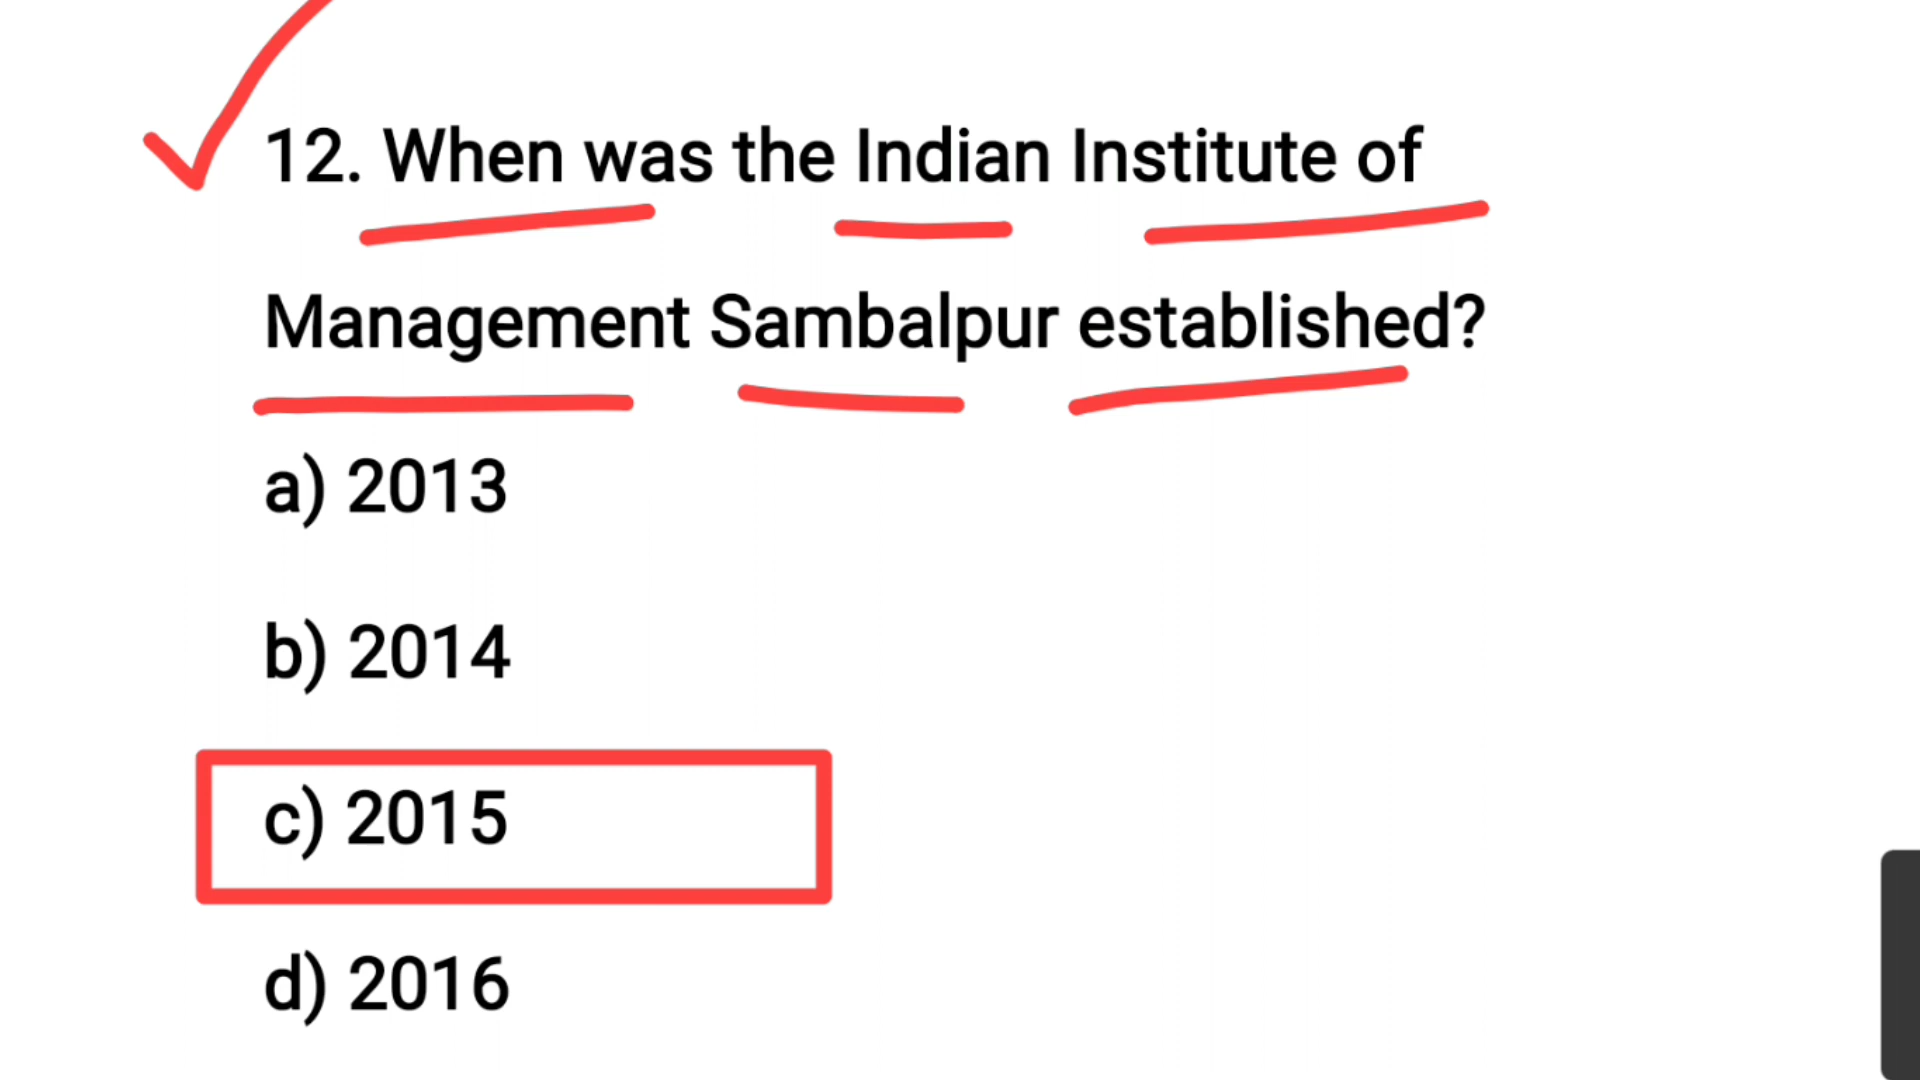 12. When was the Indian Institute of
Management Sambalpur established?
a) 2013
b) 2014
c) 2015
d) 2016